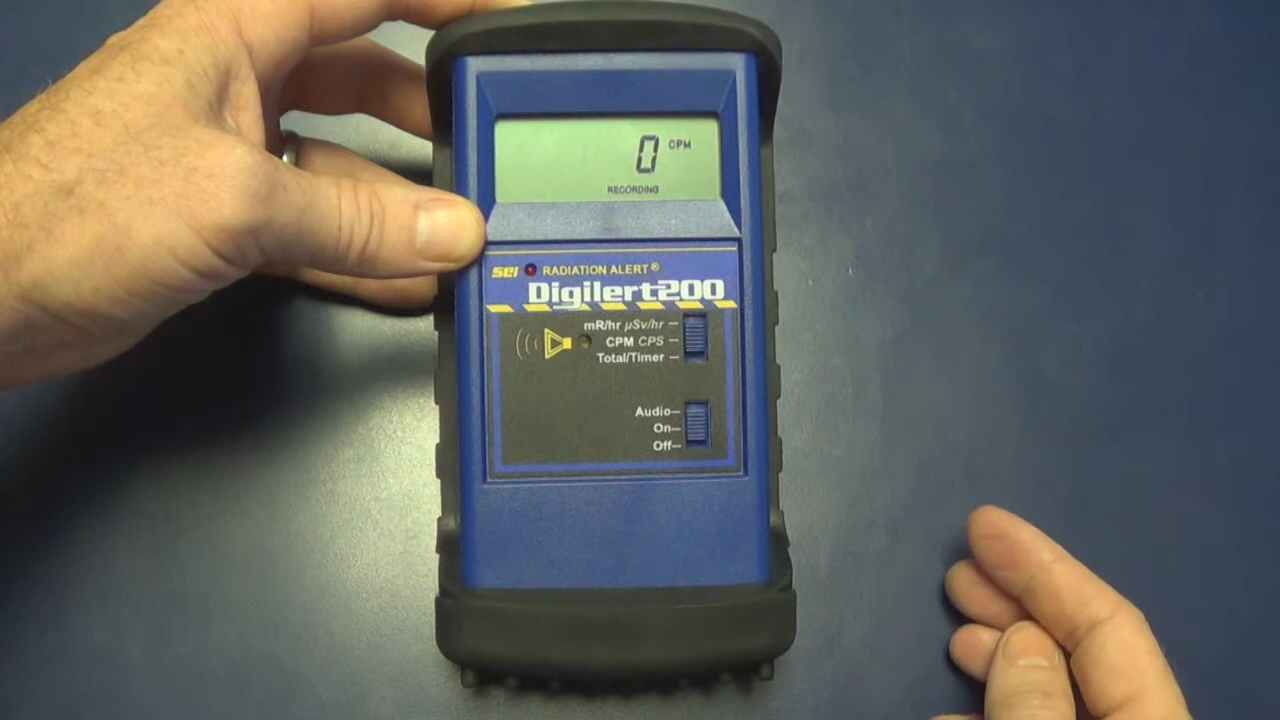 0 CPM
RECORDING
SEI RADIATION ALERT®
Digilert200
mR/hr µSv/hr
CPM CPS
Total/Timer
Audio
On
Off